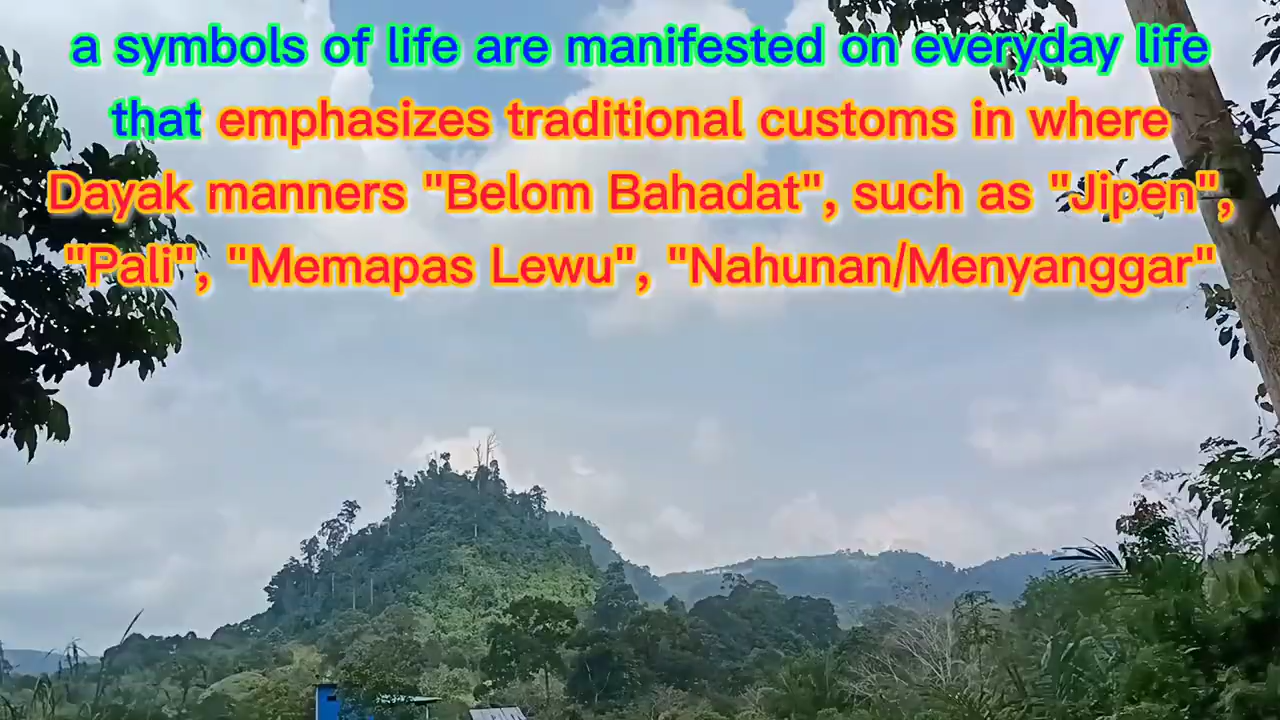 a symbols of life are manifested on everyday life
that emphasizes traditional customs in where
Dayak manners "Belom Bahadat", such as "Jipen",
"Pali", "Memapas Lewu", "Nahunan/Menyanggar"